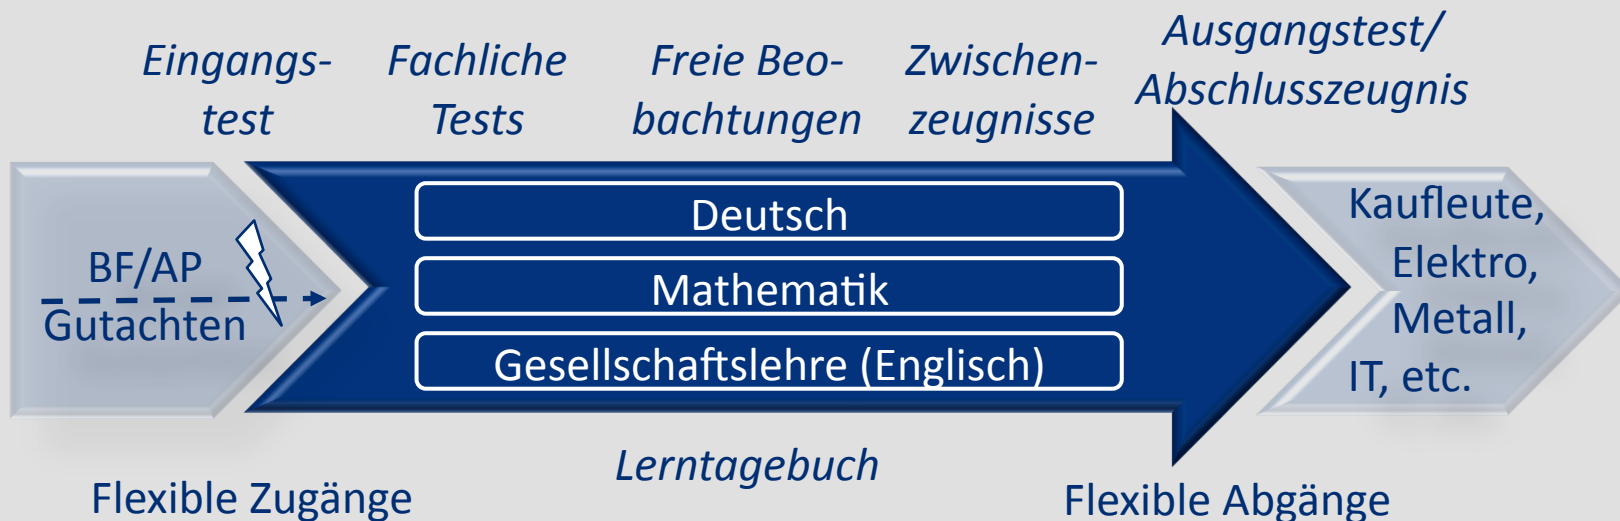 Eingangs-
test
Fachliche
Tests
Freie Beo-
bachtungen
Zwischen-
zeugnisse
Ausgangstest/
Abschlusszeugnis
BF/AP
Gutachten
Deutsch
Mathematik
Gesellschaftslehre (Englisch)
Kaufleute,
Elektro,
Metall,
IT, etc.
Lerntagebuch
Flexible Zugänge
Flexible Abgänge